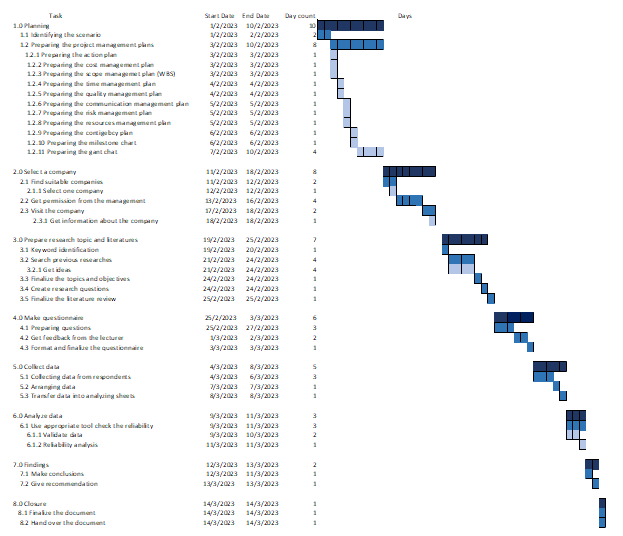 Task Start Date End Date Day count Days
1.0 Planning 1/2/2023 10/2/2023 10
1.1 Identifying the scenario 1/2/2023 2/2/2023 2
1.2 Preparing the project management plans 3/2/2023 10/2/2023 8
1.2.1 Preparing the action plan 3/2/2023 3/2/2023 1
1.2.2 Preparing the cost management plan 3/2/2023 3/2/2023 1
1.2.3 Preparing the scope managemet plan (WBS) 3/2/2023 3/2/2023 1
1.2.4 Preparing the time management plan 4/2/2023 4/2/2023 1
1.2.5 Preparing the quality management plan 4/2/2023 4/2/2023 1
1.2.6 Preparing the communication management plan 5/2/2023 5/2/2023 1
1.2.7 Preparing the risk management plan 5/2/2023 5/2/2023 1
1.2.8 Preparing the resources management plan 5/2/2023 5/2/2023 1
1.2.9 Preparing the contigebcy plan 6/2/2023 6/2/2023 1
1.2.10 Preparing the milestone chart 6/2/2023 6/2/2023 1
1.2.11 Preparing the gant chat 7/2/2023 10/2/2023 4
2.0 Select a company 11/2/2023 18/2/2023 8
2.1 Find suitable companies 11/2/2023 12/2/2023 2
2.1.1 Select one company 12/2/2023 12/2/2023 1
2.2 Get permission from the management 13/2/2023 16/2/2023 4
2.3 Visit the company 17/2/2023 18/2/2023 2
2.3.1 Get information about the company 18/2/2023 18/2/2023 1
3.0 Prepare research topic and literatures 19/2/2023 25/2/2023 7
3.1 Keyword identification 19/2/2023 20/2/2023 1
3.2 Search previous researches 21/2/2023 24/2/2023 4
3.2.1 Get ideas 21/2/2023 24/2/2023 4
3.3 Finalize the topics and objectives 24/2/2023 24/2/2023 1
3.4 Create research questions 24/2/2023 24/2/2023 1
3.5 Finalize the literature review 25/2/2023 25/2/2023 1
4.0 Make questionnaire 25/2/2023 3/3/2023 6
4.1 Preparing questions 25/2/2023 27/2/2023 3
4.2 Get feedback from the lecturer 1/3/2023 2/3/2023 2
4.3 Format and finalize the questionnaire 3/3/2023 3/3/2023 1
5.0 Collect data 4/3/2023 8/3/2023 5
5.1 Collecting data from respondents 4/3/2023 6/3/2023 3
5.2 Arranging data 7/3/2023 7/3/2023 1
5.3 Transfer data into analyzing sheets 8/3/2023 8/3/2023 1
6.0 Analyze data 9/3/2023 11/3/2023 3
6.1 Use appropriate tool check the reliability 9/3/2023 11/3/2023 3
6.1.1 Validate data 9/3/2023 10/3/2023 2
6.1.2 Reliability analysis 11/3/2023 11/3/2023 1
7.0 Findings 12/3/2023 13/3/2023 2
7.1 Make conclusions 12/3/2023 11/3/2023 1
7.2 Give recommendation 13/3/2023 13/3/2023 1
8.0 Closure 14/3/2023 14/3/2023 1
8.1 Finalize the document 14/3/2023 14/3/2023 1
8.2 Hand over the document 14/3/2023 14/3/2023 1